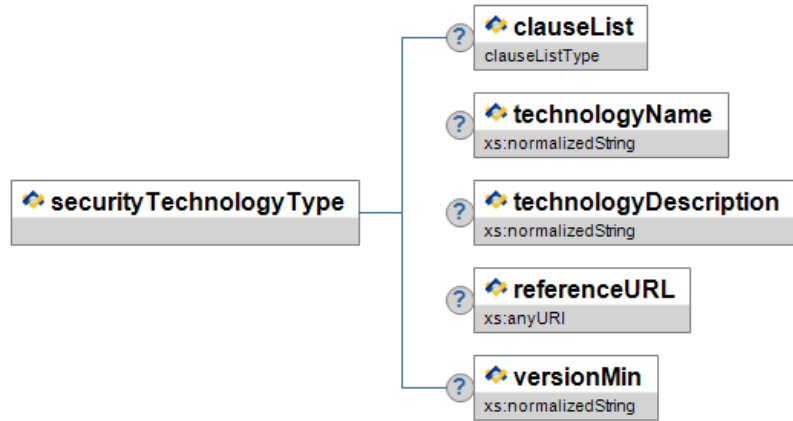 ?
clauseList
clauseListType
?
technologyName
xs:normalizedString
securityTechnologyType
?
technologyDescription
xs:normalizedString
?
referenceURL
xs:anyURI
?
versionMin
xs:normalizedString